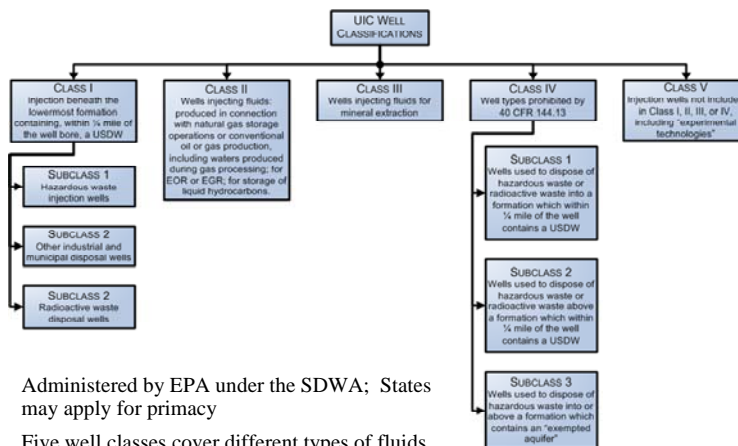 UIC WELL
CLASSIFICATIONS
CLASS I
Injection beneath the
lowermost formation
containing, within ¼ mile
of the well bore, a USDW
SUBCLASS 1
Hazardous waste
injection wells
SUBCLASS 2
Other industrial and
municipal disposal wells
SUBCLASS 2
Radioactive waste
disposal wells
CLASS II
Wells injecting fluids:
produced in connection
with natural gas storage
operations or conventional
oil or gas production,
including waters produced
during gas processing; for
EOR or EGR; for storage of
liquid hydrocarbons.
CLASS III
Wells injecting fluids for
mineral extraction
CLASS IV
Well types prohibited by
40 CFR 144.13
SUBCLASS 1
Wells used to dispose of
hazardous waste or
radioactive waste into a
formation which within
¼ mile of the well
contains a USDW
SUBCLASS 2
Wells used to dispose of
hazardous waste or
radioactive waste above
a formation which within
¼ mile of the well
contains a USDW
SUBCLASS 3
Wells used to dispose of
hazardous waste into or
above a formation which
contains an "exempted
aquifer"
CLASS V
Injection wells not include
in Class I, II, III, or IV,
including "experimental
technologies"
Administered by EPA under the SDWA; States
may apply for primacy
Five well classes cover different types of fluids